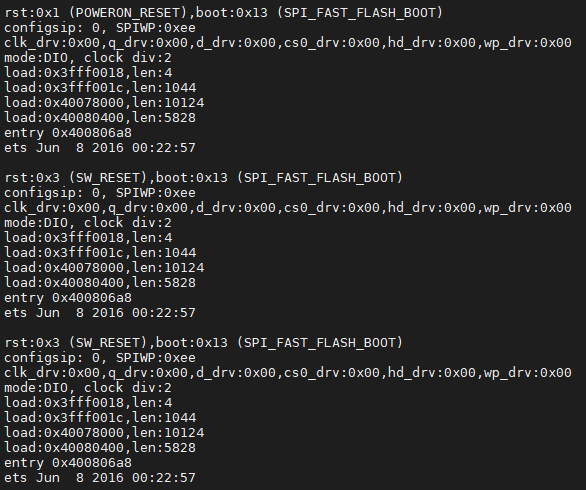 rst:0x1 (POWERON_RESET),boot:0x13 (SPI_FAST_FLASH_BOOT)
configsip: 0, SPIWP:0xee
clk_drv:0x00,q_drv:0x00,d_drv:0x00,cs0_drv:0x00,hd_drv:0x00,wp_drv:0x00
mode:DIO, clock div:2
load:0x3fff0018,len:4
load:0x3fff001c,len:1044
load:0x40078000,len:10124
load:0x40080400,len:5828
entry 0x400806a8
ets Jun  8 2016 00:22:57

rst:0x3 (SW_RESET),boot:0x13 (SPI_FAST_FLASH_BOOT)
configsip: 0, SPIWP:0xee
clk_drv:0x00,q_drv:0x00,d_drv:0x00,cs0_drv:0x00,hd_drv:0x00,wp_drv:0x00
mode:DIO, clock div:2
load:0x3fff0018,len:4
load:0x3fff001c,len:1044
load:0x40078000,len:10124
load:0x40080400,len:5828
entry 0x400806a8
ets Jun  8 2016 00:22:57

rst:0x3 (SW_RESET),boot:0x13 (SPI_FAST_FLASH_BOOT)
configsip: 0, SPIWP:0xee
clk_drv:0x00,q_drv:0x00,d_drv:0x00,cs0_drv:0x00,hd_drv:0x00,wp_drv:0x00
mode:DIO, clock div:2
load:0x3fff0018,len:4
load:0x3fff001c,len:1044
load:0x40078000,len:10124
load:0x40080400,len:5828
entry 0x400806a8
ets Jun  8 2016 00:22:57